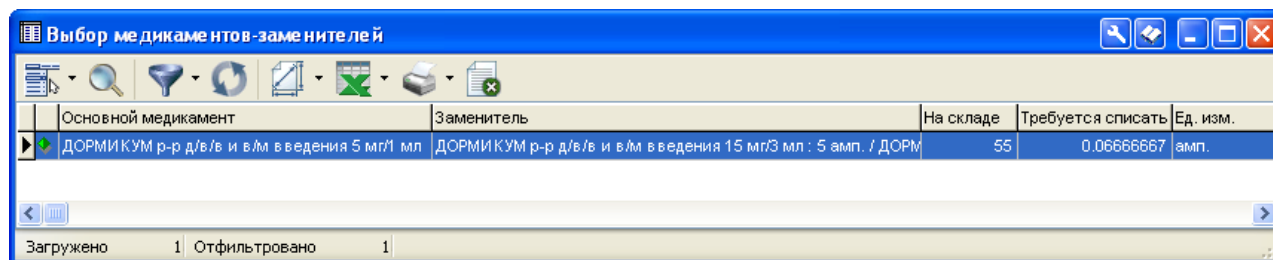 Выбор медикаментов-заменителей
Основной медикамент Заменитель На складе Требуется списать Ед. изм.
ДОРМИКУМ р-р д/в/в и в/м введения 5 мг/1 мл ДОРМИКУМ р-р д/в/в и в/м введения 15 мг/3 мл : 5 амп. / ДОРМ 55 0.06666667 амп.
Загружено 1 Отфильтровано 1